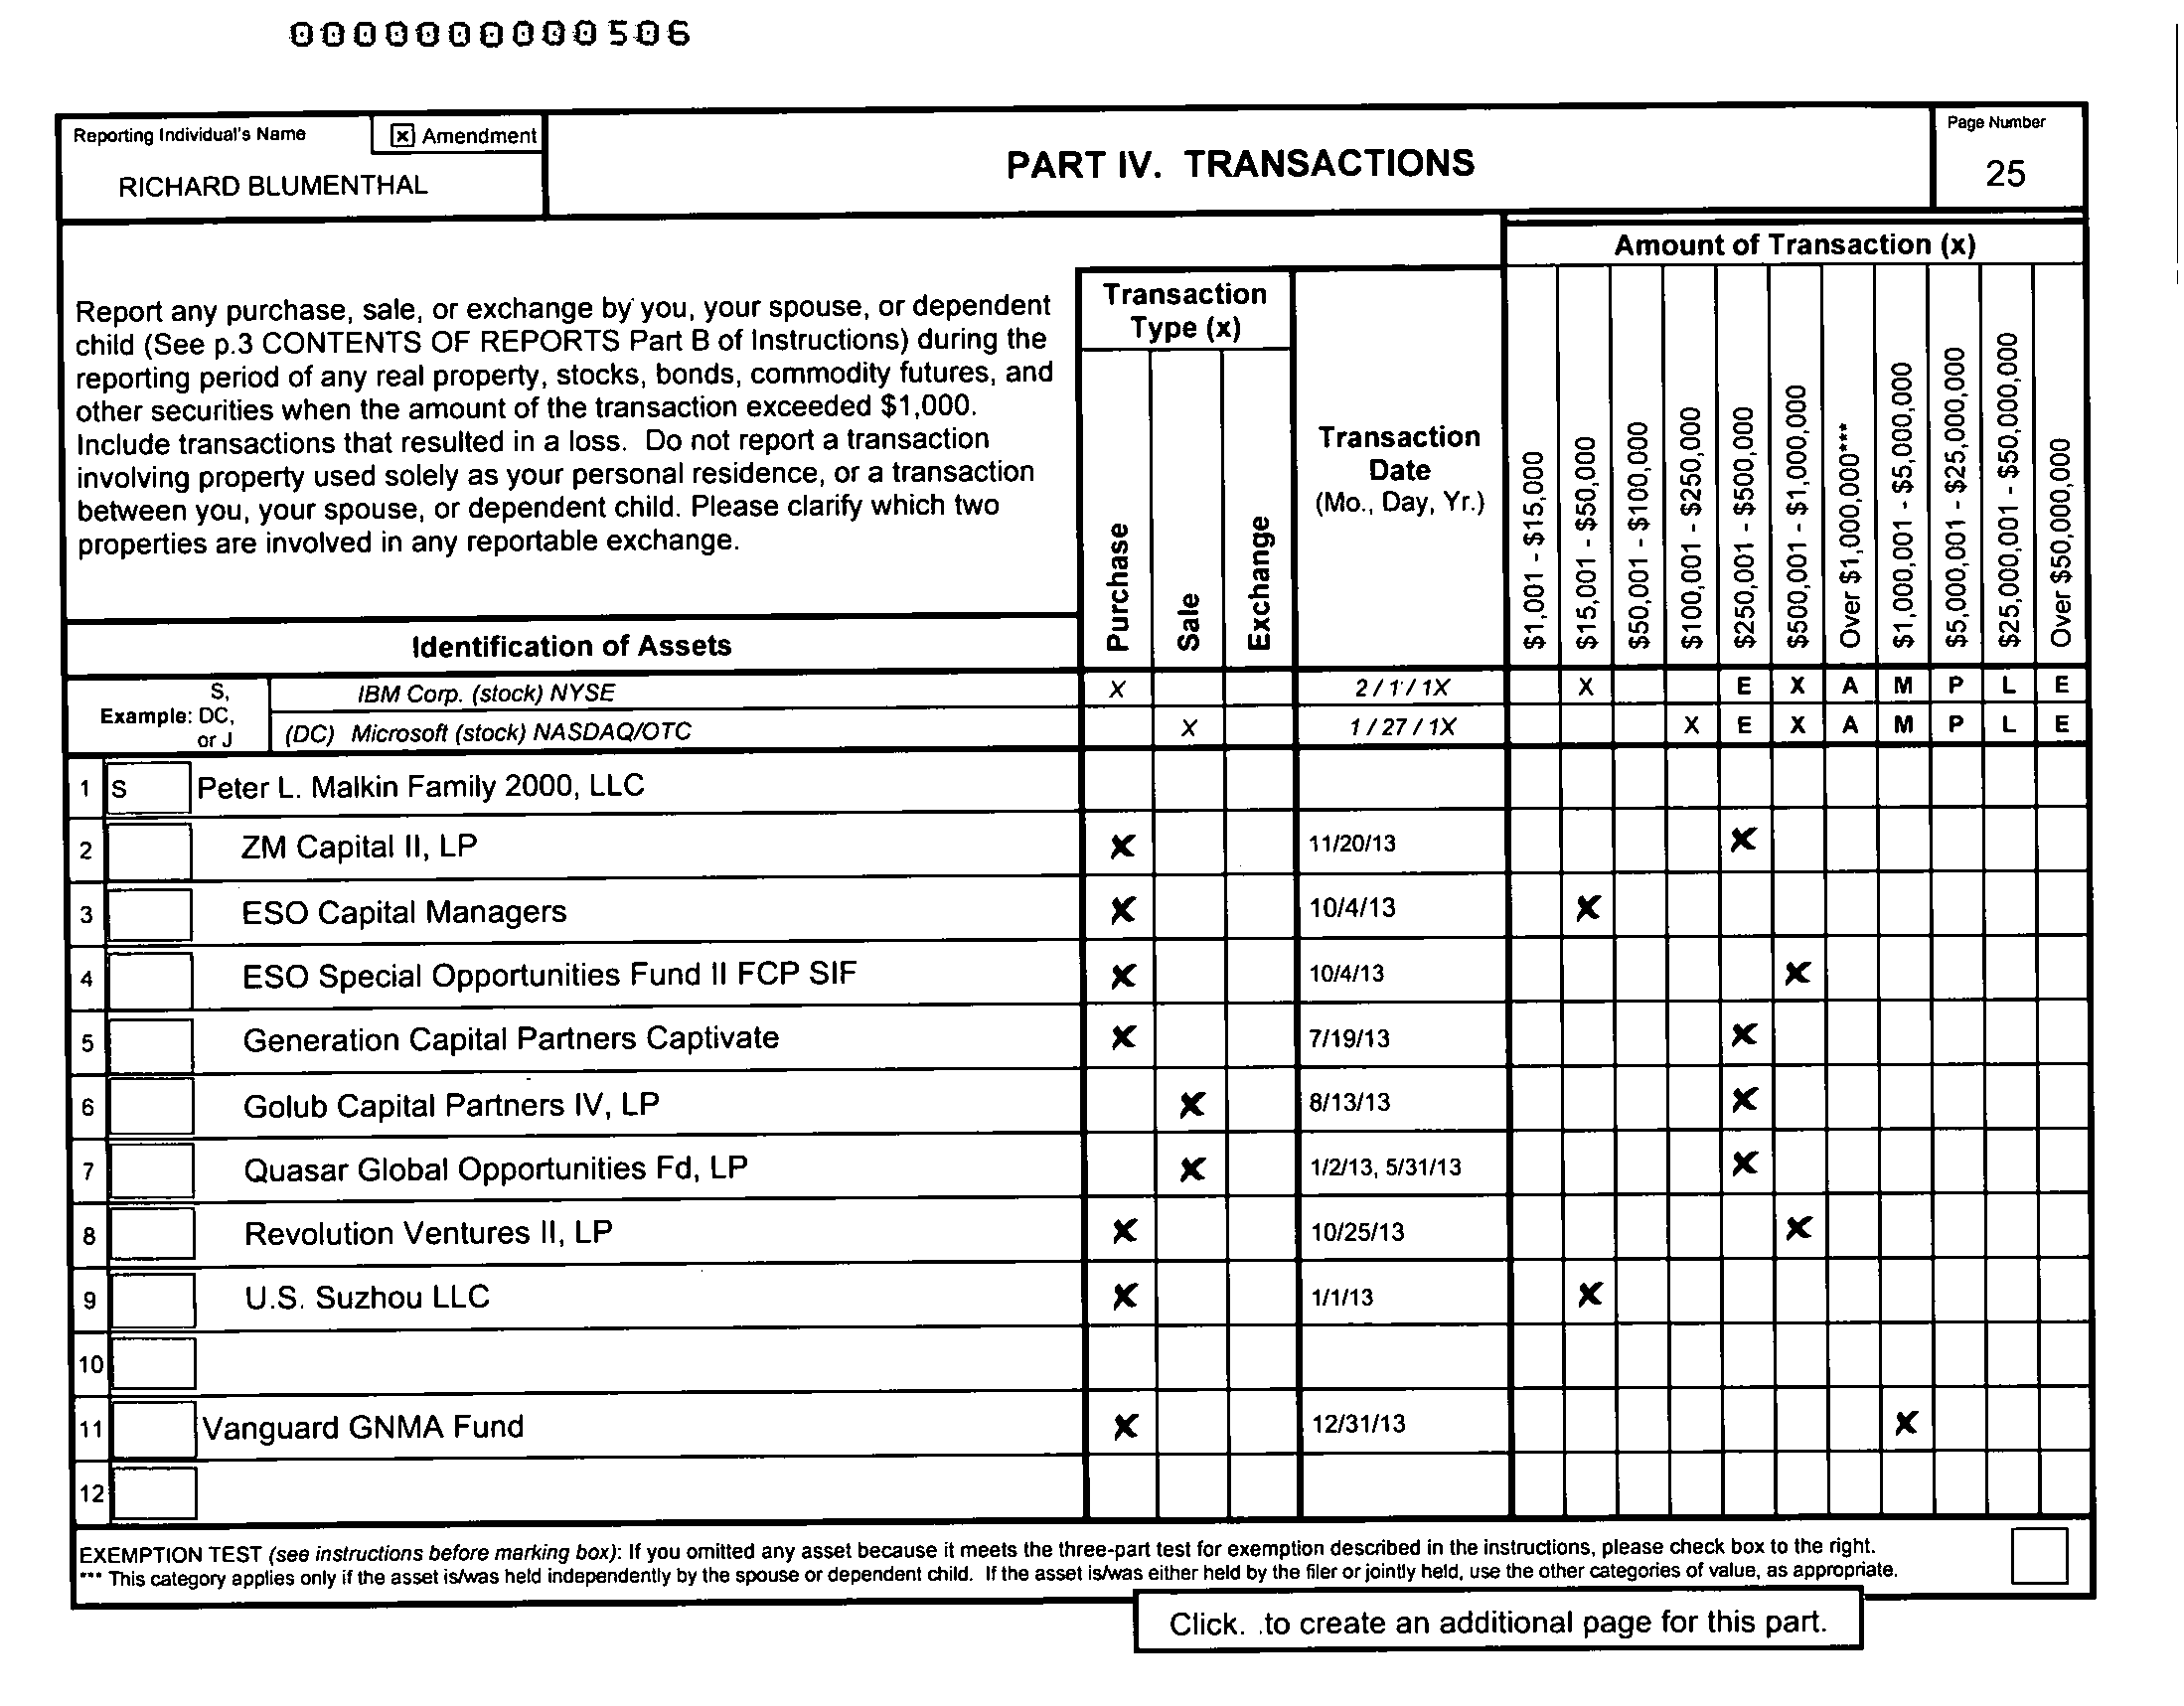 0000000000506
Reporting Individual's Name
[x] Amendment
RICHARD BLUMENTHAL
PART IV. TRANSACTIONS
Page Number
25
Amount of Transaction (x)
Report any purchase, sale, or exchange by you, your spouse, or dependent
child (See p.3 CONTENTS OF REPORTS Part B of Instructions) during the
reporting period of any real property, stocks, bonds, commodity futures, and
other securities when the amount of the transaction exceeded $1,000.
Include transactions that resulted in a loss. Do not report a transaction
involving property used solely as your personal residence, or a transaction
between you, your spouse, or dependent child. Please clarify which two
properties are involved in any reportable exchange.
Transaction
Type (x)
Purchase
Sale
Exchange
Transaction
Date
(Mo., Day, Yr.)
$1,001 - $15,000
$15,001 - $50,000
$50,001 - $100,000
$100,001 - $250,000
$250,001 - $500,000
$500,001 - $1,000,000
Over $1,000,000***
$1,000,001 - $5,000,000
$5,000,001 - $25,000,000
$25,000,001 - $50,000,000
Over $50,000,000
Identification of Assets
Example:
S,
DC,
or J
IBM Corp. (stock) NYSE X 2 / 1 / 1X X E X A M P L E
(DC) Microsoft (stock) NASDAQ/OTC X 1 / 27 / 1X X E X A M P L E
1 S Peter L. Malkin Family 2000, LLC
2 ZM Capital II, LP X 11/20/13 X
3 ESO Capital Managers X 10/4/13 X
4 ESO Special Opportunities Fund II FCP SIF X 10/4/13 X
5 Generation Capital Partners Captivate X 7/19/13 X
6 Golub Capital Partners IV, LP X 8/13/13 X
7 Quasar Global Opportunities Fd, LP X 1/2/13, 5/31/13 X
8 Revolution Ventures II, LP X 10/25/13 X
9 U.S. Suzhou LLC X 1/1/13 X
10
11 Vanguard GNMA Fund X 12/31/13 X
12
EXEMPTION TEST (see instructions before marking box): If you omitted any asset because it meets the three-part test for exemption described in the instructions, please check box to the right.
*** This category applies only if the asset is/was held independently by the spouse or dependent child. If the asset is/was either held by the filer or jointly held, use the other categories of value, as appropriate.
Click. .to create an additional page for this part.